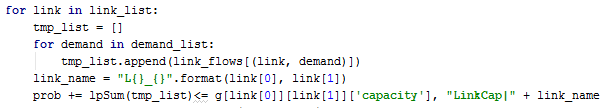 for link in link_list:
    tmp_list = []
    for demand in demand_list:
        tmp_list.append(link_flows[(link, demand)])
    link_name = "L{}_{}".format(link[0], link[1])
    prob += lpSum(tmp_list)<= g[link[0]][link[1]]['capacity'], "LinkCap|" + link_name